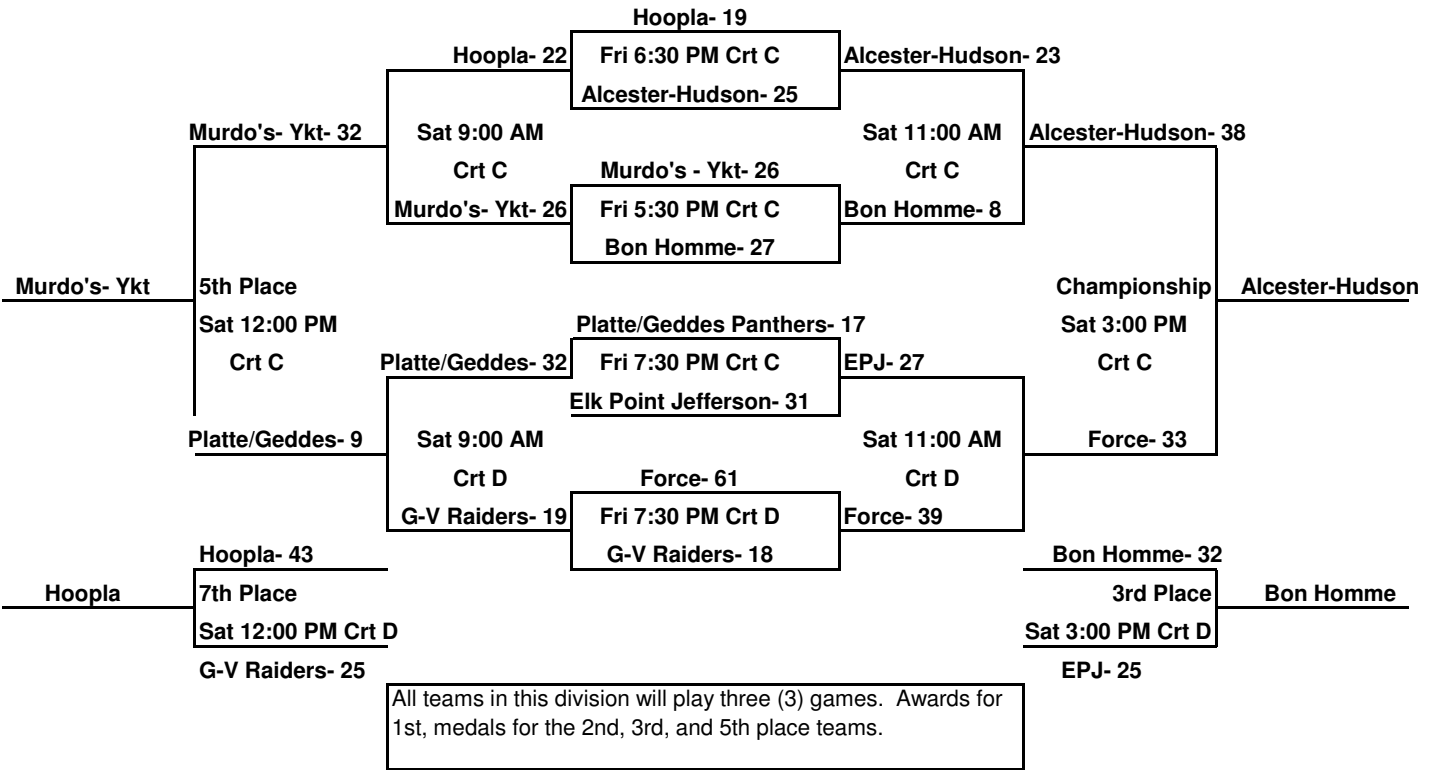 Hoopla- 19
Hoopla- 22 Fri 6:30 PM Crt C Alcester-Hudson- 23
Alcester-Hudson- 25
Murdo's- Ykt- 32 Sat 9:00 AM Sat 11:00 AM Alcester-Hudson- 38
Crt C Murdo's - Ykt- 26 Crt C
Murdo's- Ykt- 26 Fri 5:30 PM Crt C Bon Homme- 8
Bon Homme- 27
Murdo's- Ykt 5th Place Championship Alcester-Hudson
Sat 12:00 PM Platte/Geddes Panthers- 17 Sat 3:00 PM
Crt C Platte/Geddes- 32 Fri 7:30 PM Crt C EPJ- 27 Crt C
Elk Point Jefferson- 31
Platte/Geddes- 9 Sat 9:00 AM Sat 11:00 AM Force- 33
Crt D Force- 61 Crt D
G-V Raiders- 19 Fri 7:30 PM Crt D Force- 39
Hoopla- 43 G-V Raiders- 18 Bon Homme- 32
Hoopla 7th Place 3rd Place Bon Homme
Sat 12:00 PM Crt D Sat 3:00 PM Crt D
G-V Raiders- 25 EPJ- 25
All teams in this division will play three (3) games. Awards for
1st, medals for the 2nd, 3rd, and 5th place teams.